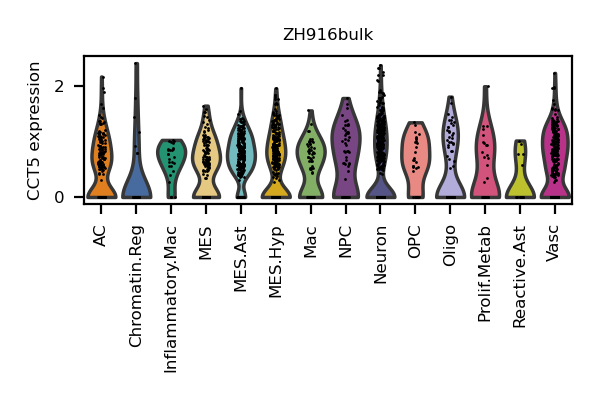 ZH916bulk
CCT5 expression
2
0
AC
Chromatin.Reg
Inflammatory.Mac
MES
MES.Ast
MES.Hyp
Mac
NPC
Neuron
OPC
Oligo
Prolif.Metab
Reactive.Ast
Vasc